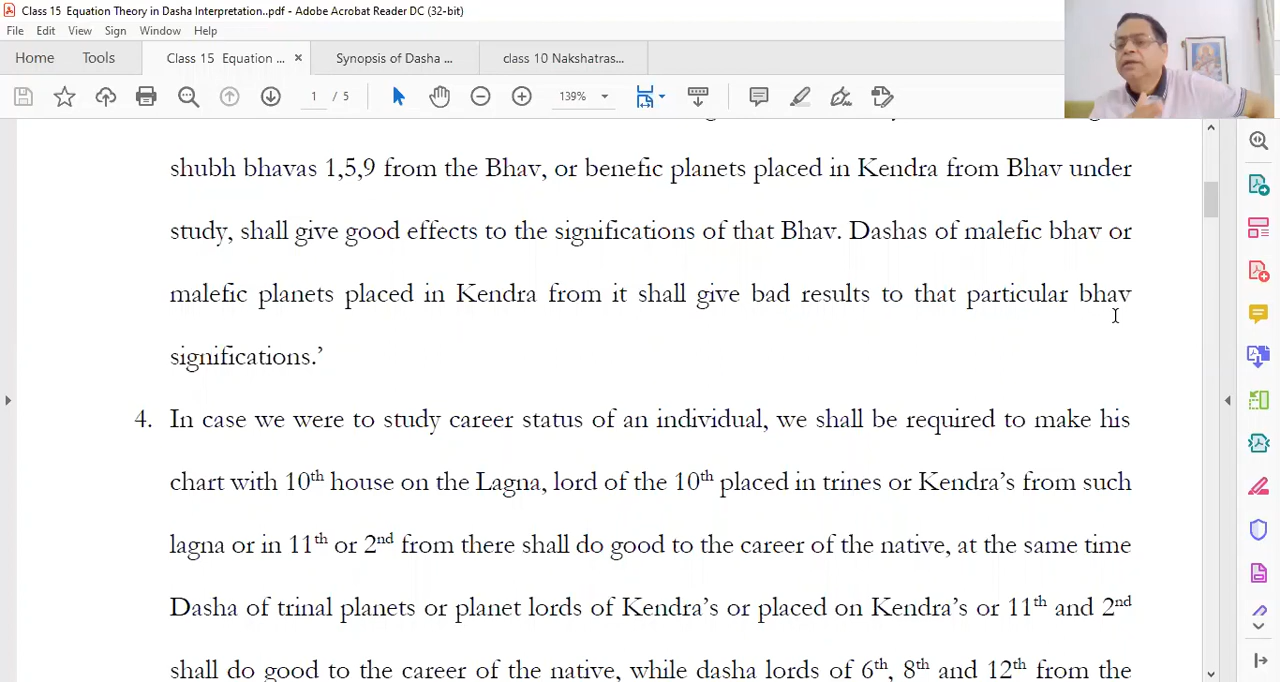 Class 15 Equation Theory in Dasha Interpretation..pdf - Adobe Acrobat Reader DC (32-bit)
File Edit View Sign Window Help
Home Tools Class 15 Equation ... × Synopsis of Dasha ... class 10 Nakshatras...
1 / 5 139%
shubh bhavas 1,5,9 from the Bhav, or benefic planets placed in Kendra from Bhav under
study, shall give good effects to the significations of that Bhav. Dashas of malefic bhav or
malefic planets placed in Kendra from it shall give bad results to that particular bhav
significations.’
4. In case we were to study career status of an individual, we shall be required to make his
chart with 10th house on the Lagna, lord of the 10th placed in trines or Kendra’s from such
lagna or in 11th or 2nd from there shall do good to the career of the native, at the same time
Dasha of trinal planets or planet lords of Kendra’s or placed on Kendra’s or 11th and 2nd
shall do good to the career of the native, while dasha lords of 6th, 8th and 12th from the